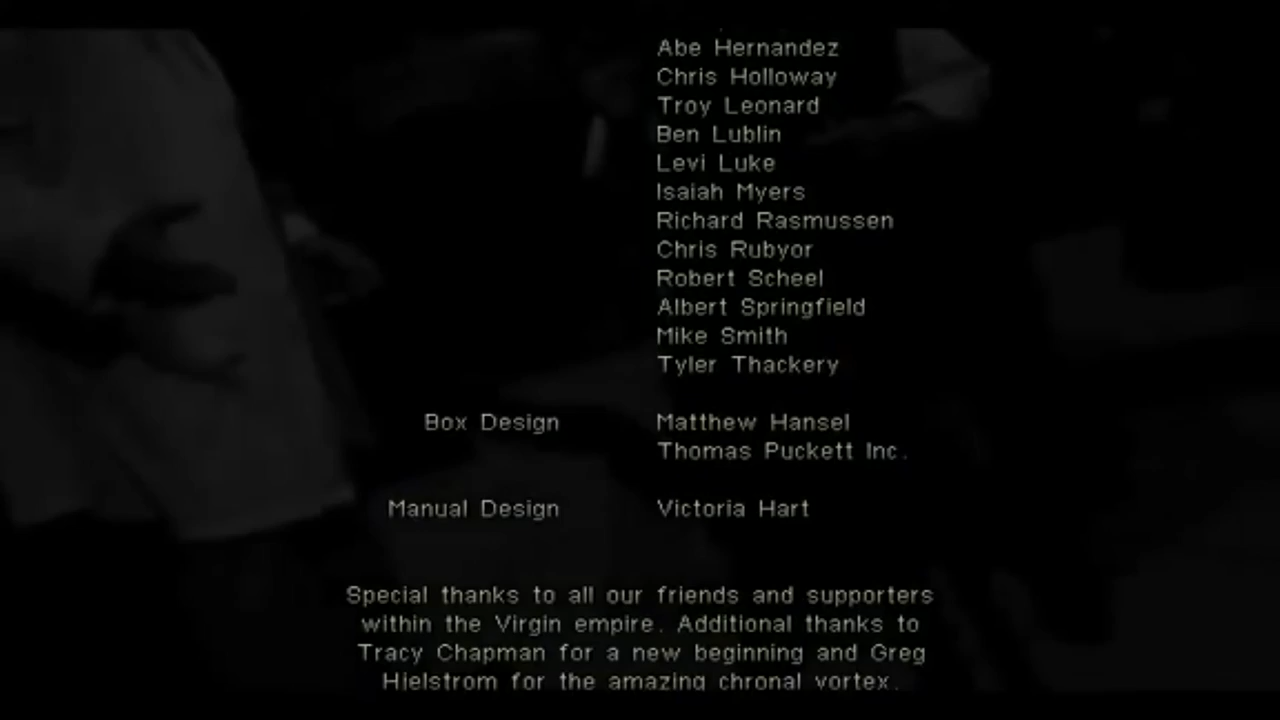 Abe Hernandez
Chris Holloway
Troy Leonard
Ben Lublin
Levi Luke
Isaiah Myers
Richard Rasmussen
Chris Rubyor
Robert Scheel
Albert Springfield
Mike Smith
Tyler Thackery
Box Design Matthew Hansel
Thomas Puckett Inc.
Manual Design Victoria Hart
Special thanks to all our friends and supporters
within the Virgin empire. Additional thanks to
Tracy Chapman for a new beginning and Greg
Hielstrom for the amazing chronal vortex.